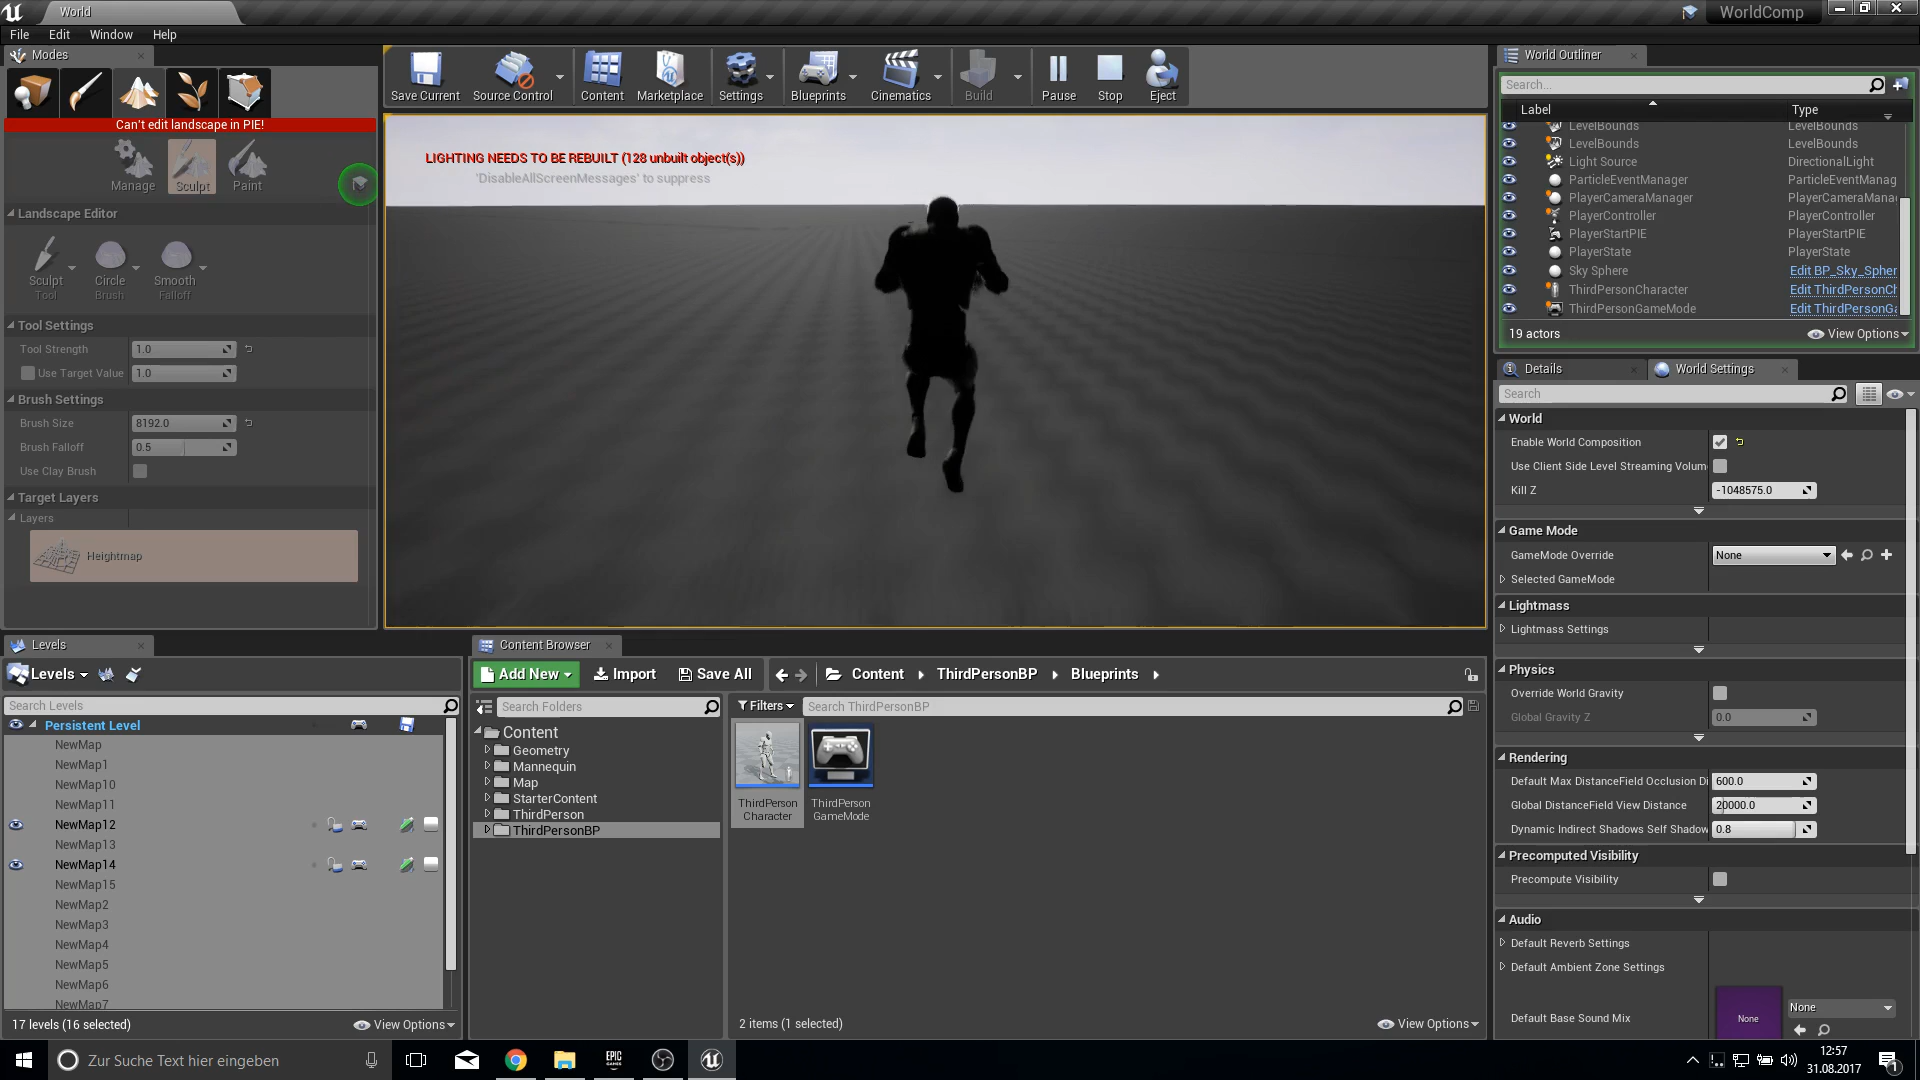 World
WorldComp
File Edit Window Help
Modes
Save Current
Source Control
Content
Marketplace
Settings
Blueprints
Cinematics
Build
Pause
Stop
Eject
Can't edit landscape in PIE!
Manage
Sculpt
Paint
Landscape Editor
Sculpt
Tool
Circle
Brush
Smooth
Falloff
Tool Settings
Tool Strength 1.0
Use Target Value 1.0
Brush Settings
Brush Size 8192.0
Brush Falloff 0.5
Use Clay Brush
Target Layers
Layers
Heightmap
LIGHTING NEEDS TO BE REBUILT (128 unbuilt object(s))
'DisableAllScreenMessages' to suppress
World Outliner
Search...
Label Type
LevelBounds LevelBounds
LevelBounds LevelBounds
Light Source DirectionalLight
ParticleEventManager ParticleEventManag
PlayerCameraManager PlayerCameraMana
PlayerController PlayerController
PlayerStartPIE PlayerStartPIE
PlayerState PlayerState
Sky Sphere Edit BP_Sky_Spher
ThirdPersonCharacter Edit ThirdPersonCh
ThirdPersonGameMode Edit ThirdPersonGa
19 actors
View Options
Details
World Settings
Search
World
Enable World Composition
Use Client Side Level Streaming Volum
Kill Z -1048575.0
Game Mode
GameMode Override None
Selected GameMode
Lightmass
Lightmass Settings
Physics
Override World Gravity
Global Gravity Z 0.0
Rendering
Default Max DistanceField Occlusion Di 600.0
Global DistanceField View Distance 20000.0
Dynamic Indirect Shadows Self Shadow 0.8
Precomputed Visibility
Precompute Visibility
Audio
Default Reverb Settings
Default Ambient Zone Settings
Default Base Sound Mix
None
None
Levels
Levels
Search Levels
Persistent Level
NewMap
NewMap1
NewMap10
NewMap11
NewMap12
NewMap13
NewMap14
NewMap15
NewMap2
NewMap3
NewMap4
NewMap5
NewMap6
NewMap7
17 levels (16 selected)
View Options
Content Browser
Add New
Import
Save All
Content
ThirdPersonBP
Blueprints
Search Folders
Filters
Search ThirdPersonBP
Content
Geometry
Mannequin
Map
StarterContent
ThirdPerson
ThirdPersonBP
ThirdPerson
Character
ThirdPerson
GameMode
2 items (1 selected)
View Options
Zur Suche Text hier eingeben
EPIC
GAMES
12:57
31.08.2017
1